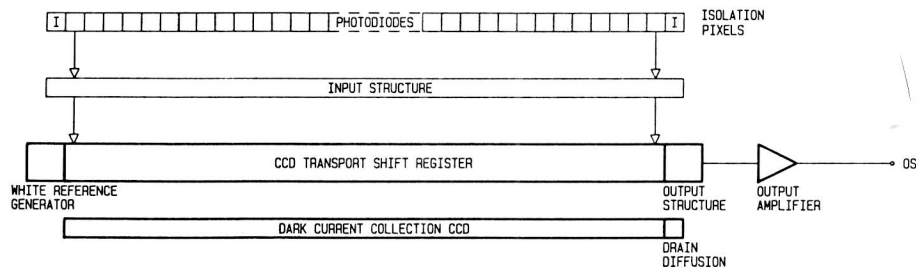 I
PHOTODIODES
I
ISOLATION
PIXELS
INPUT STRUCTURE
CCD TRANSPORT SHIFT REGISTER
OS
WHITE REFERENCE
GENERATOR
OUTPUT
STRUCTURE
OUTPUT
AMPLIFIER
DARK CURRENT COLLECTION CCD
DRAIN
DIFFUSION